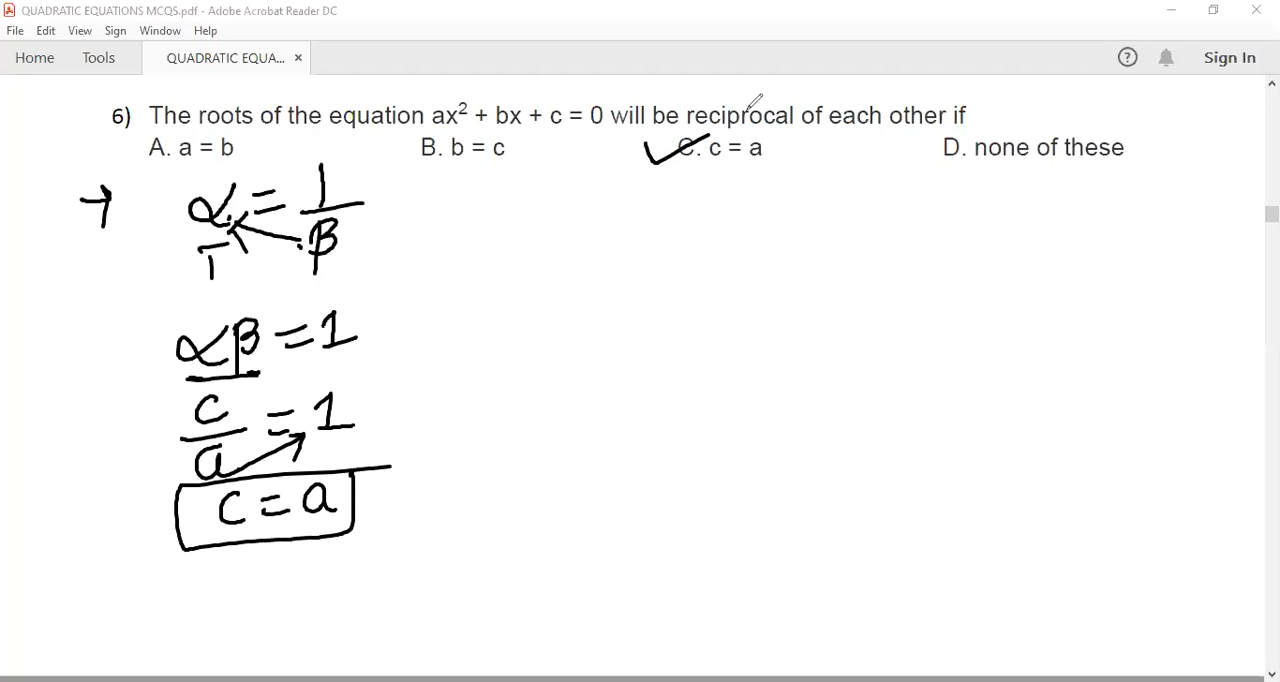 QUADRATIC EQUATIONS MCQS.pdf - Adobe Acrobat Reader DC
File Edit View Sign Window Help
Home Tools QUADRATIC EQUA... × Sign In
6) The roots of the equation ax² + bx + c = 0 will be reciprocal of each other if
A. a = b B. b = c C. c = a D. none of these
α = 1/β
αβ = 1
c/a = 1
c = a